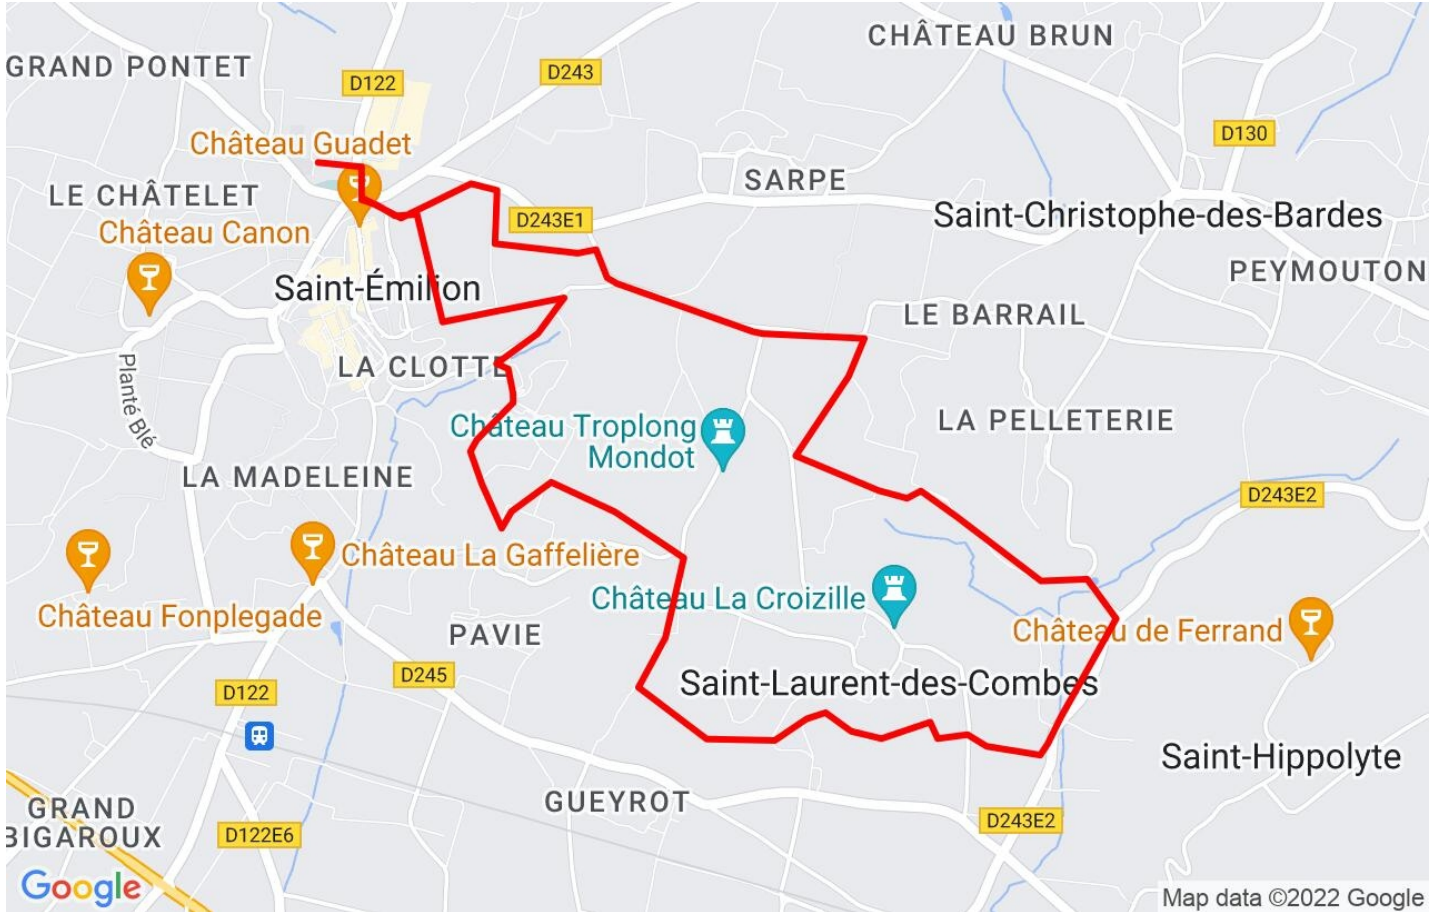 CHÂTEAU BRUN
GRAND PONTET
D243
D122
D130
Château Guadet
SARPE
LE CHÂTELET
D243E1
Saint-Christophe-des-Bardes
Château Canon
PEYMOUTON
Saint-Émilion
LE BARRAIL
LA CLOTTE
Planté Blé
LA PELLETERIE
Château Troplong
Mondot
LA MADELEINE
D243E2
Château La Gaffelière
Château La Croizille
Château Fonplegade
PAVIE
Château de Ferrand
D245
Saint-Laurent-des-Combes
D122
Saint-Hippolyte
GUEYROT
GRAND
BIGAROUX
D122E6
D243E2
Google
Map data ©2022 Google